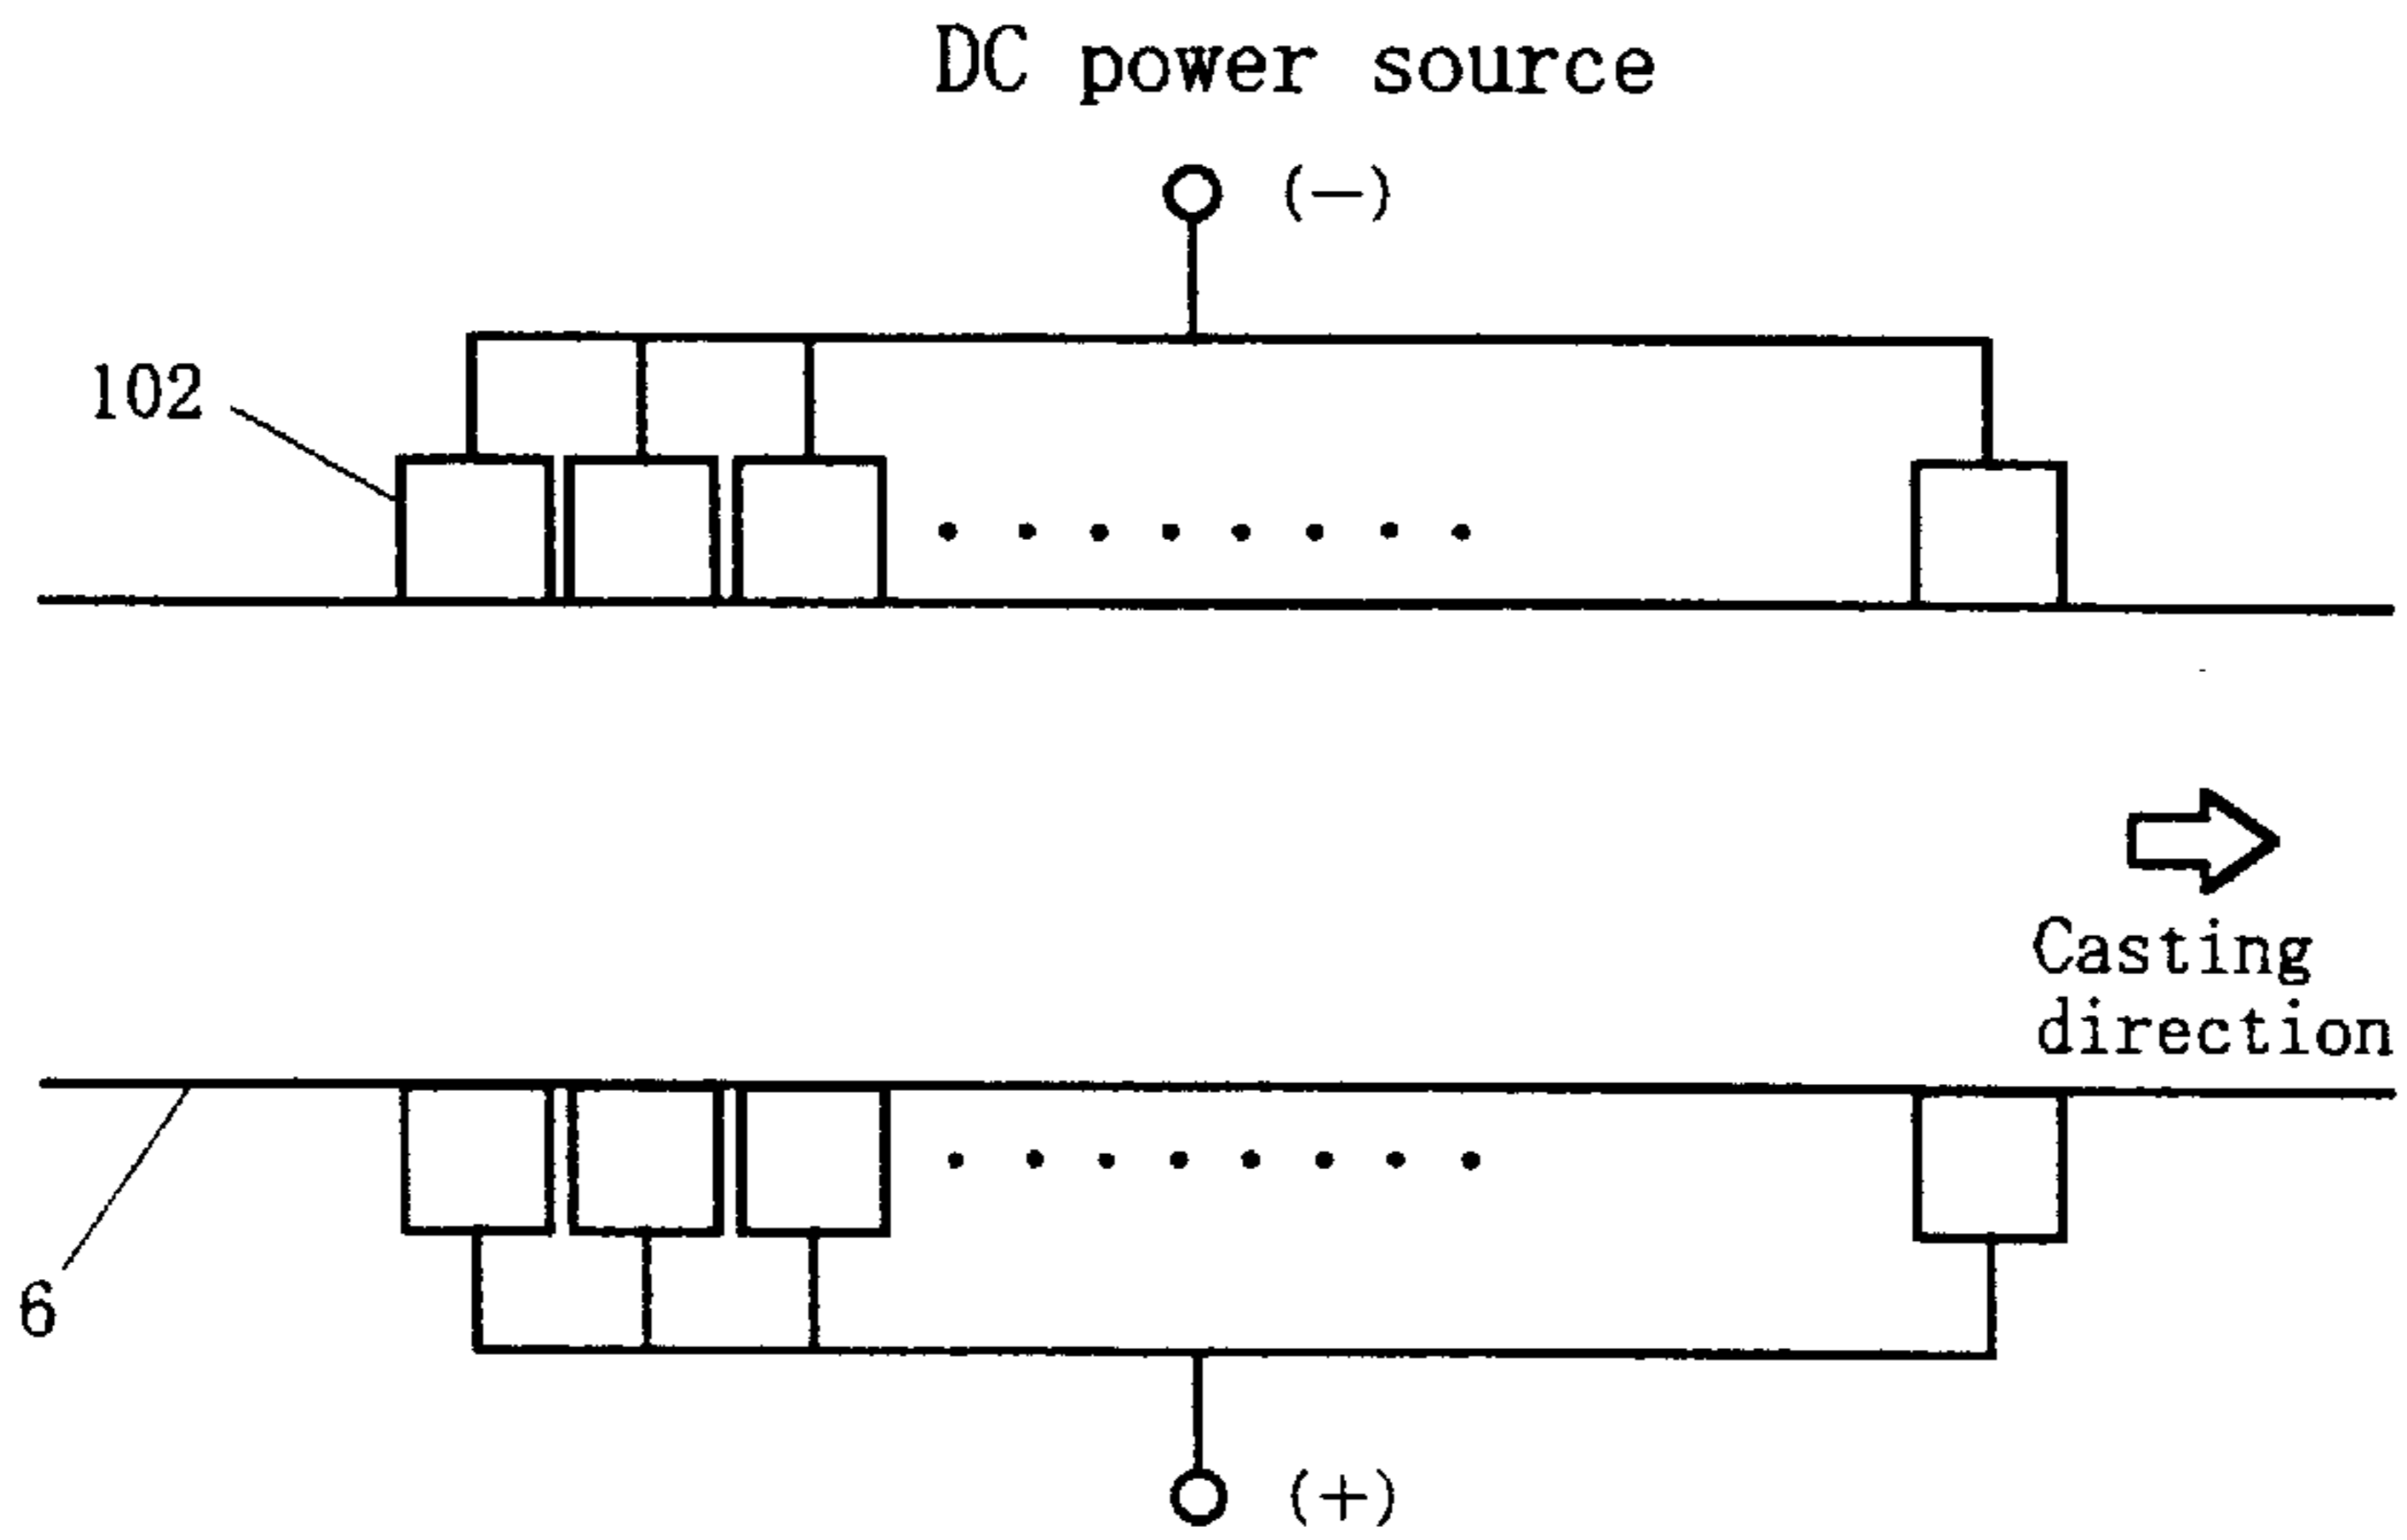 DC power source
(—)
102
Casting
direction
6
(+)